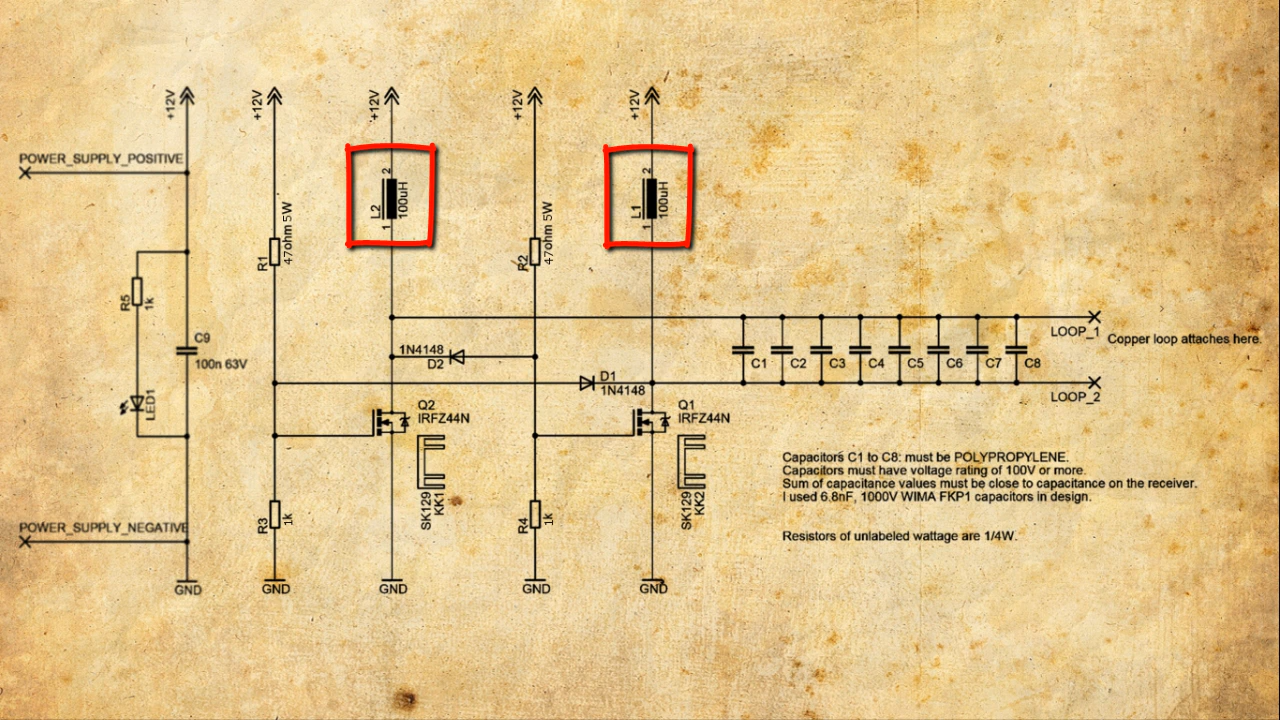 +12V
+12V
+12V
+12V
+12V
POWER_SUPPLY_POSITIVE
2
L2
100uH
1
2
L1
100uH
1
R1
47ohm 5W
R2
47ohm 5W
R5
1k
C9
100n 63V
LED1
1N4148
D2
D1
1N4148
C1
C2
C3
C4
C5
C6
C7
C8
LOOP_1
Copper loop attaches here.
LOOP_2
Q2
IRFZ44N
Q1
IRFZ44N
SK129
KK1
SK129
KK2
Capacitors C1 to C8: must be POLYPROPYLENE.
Capacitors must have voltage rating of 100V or more.
Sum of capacitance values must be close to capacitance on the receiver.
I used 6.8nF, 1000V WIMA FKP1 capacitors in design.
Resistors of unlabeled wattage are 1/4W.
R3
1k
R4
1k
POWER_SUPPLY_NEGATIVE
GND
GND
GND
GND
GND